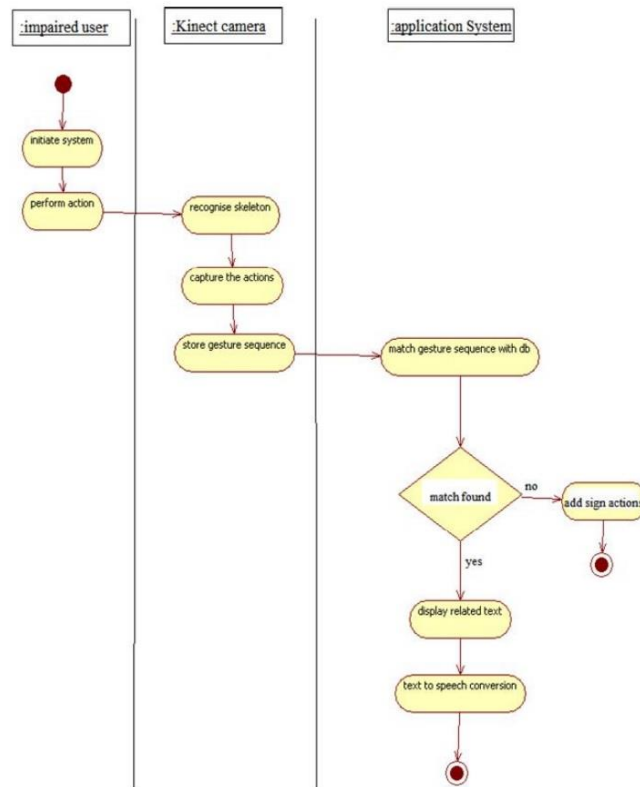 :impaired user
:Kinect camera
:application System
initiate system
perform action
recognise skeleton
capture the actions
store gesture sequence
match gesture sequence with db
match found
no
add sign actions
yes
display related text
text to speech conversion